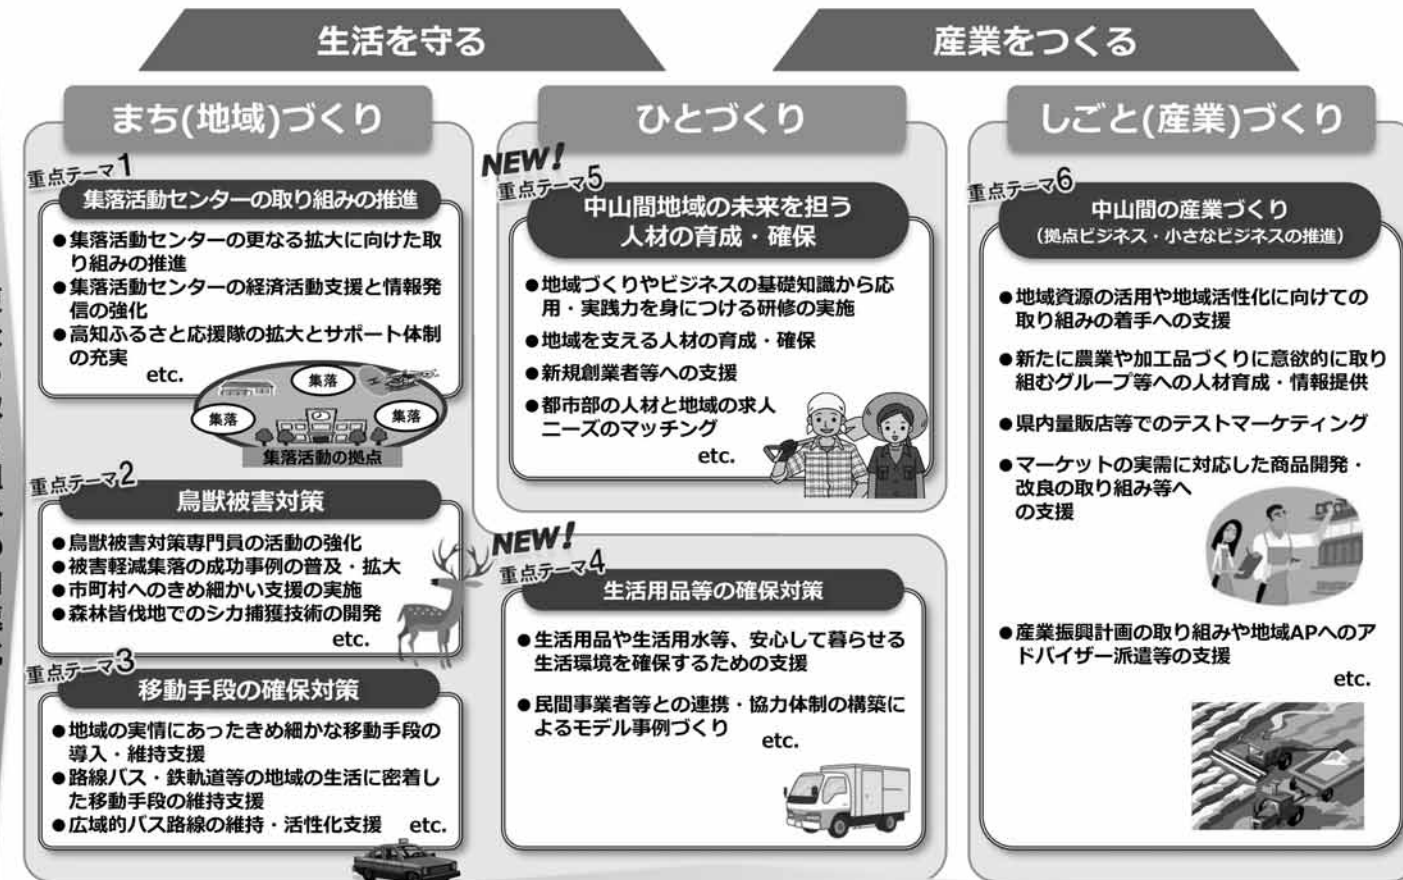 生活を守る
産業をつくる
まち(地域)づくり
重点テーマ1
集落活動センターの取り組みの推進
●集落活動センターの更なる拡大に向けた取
り組みの推進
●集落活動センターの経済活動支援と情報発
信の強化
●高知ふるさと応援隊の拡大とサポート体制
の充実
etc.
集落
集落
集落
集落活動の拠点
重点テーマ2
鳥獣被害対策
●鳥獣被害対策専門員の活動の強化
●被害軽減集落の成功事例の普及・拡大
●市町村へのきめ細かい支援の実施
●森林皆伐地でのシカ捕獲技術の開発
etc.
重点テーマ3
移動手段の確保対策
●地域の実情にあったきめ細かな移動手段の
導入・維持支援
●路線バス・鉄軌道等の地域の生活に密着し
た移動手段の維持支援
●広域的バス路線の維持・活性化支援 etc.
ひとづくり
NEW!
重点テーマ5
中山間地域の未来を担う
人材の育成・確保
●地域づくりやビジネスの基礎知識から応
用・実践力を身につける研修の実施
●地域を支える人材の育成・確保
●新規創業者等への支援
●都市部の人材と地域の求人
ニーズのマッチング
etc.
NEW!
重点テーマ4
生活用品等の確保対策
●生活用品や生活用水等、安心して暮らせる
生活環境を確保するための支援
●民間事業者等との連携・協力体制の構築に
よるモデル事例づくり
etc.
しごと(産業)づくり
重点テーマ6
中山間の産業づくり
(拠点ビジネス・小さなビジネスの推進)
●地域資源の活用や地域活性化に向けての
取り組みの着手への支援
●新たに農業や加工品づくりに意欲的に取り
組むグループ等への人材育成・情報提供
●県内量販店等でのテストマーケティング
●マーケットの実需に対応した商品開発・
改良の取り組み等へ
の支援
●産業振興計画の取り組みや地域APへのア
ドバイザー派遣等の支援
etc.